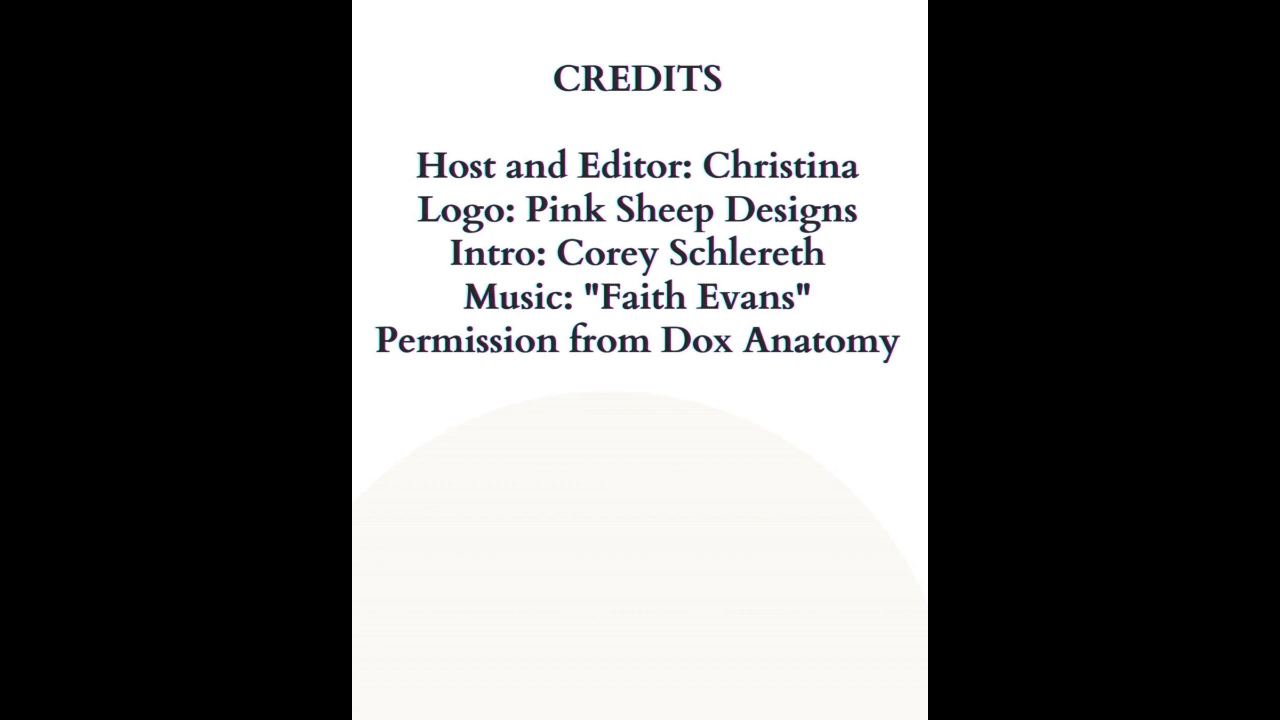 CREDITS
Host and Editor: Christina
Logo: Pink Sheep Designs
Intro: Corey Schlereth
Music: "Faith Evans"
Permission from Dox Anatomy